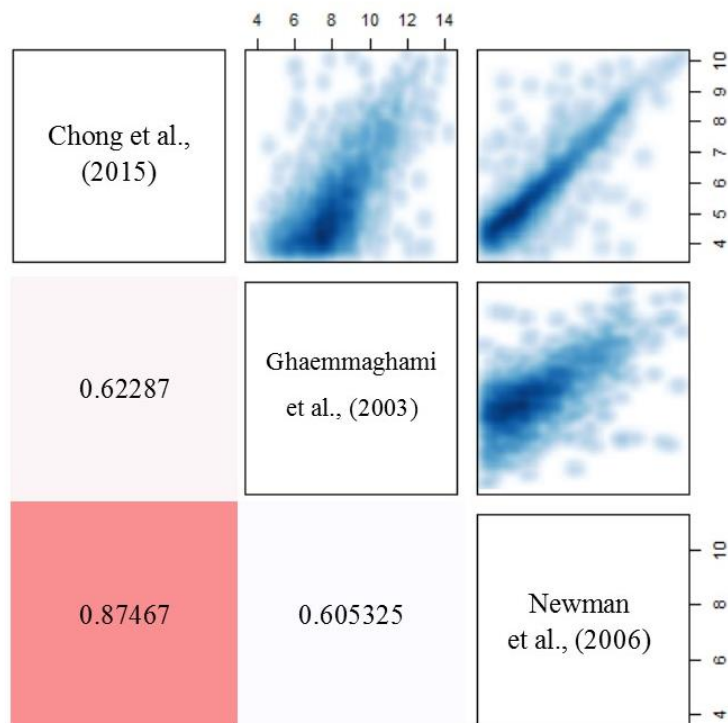 4 6 8 10 12 14
Chong et al.,
(2015)
10
9
8
7
6
5
4
0.62287
Ghaemmaghami
et al., (2003)
0.87467
0.605325
Newman
et al., (2006)
10
8
6
4